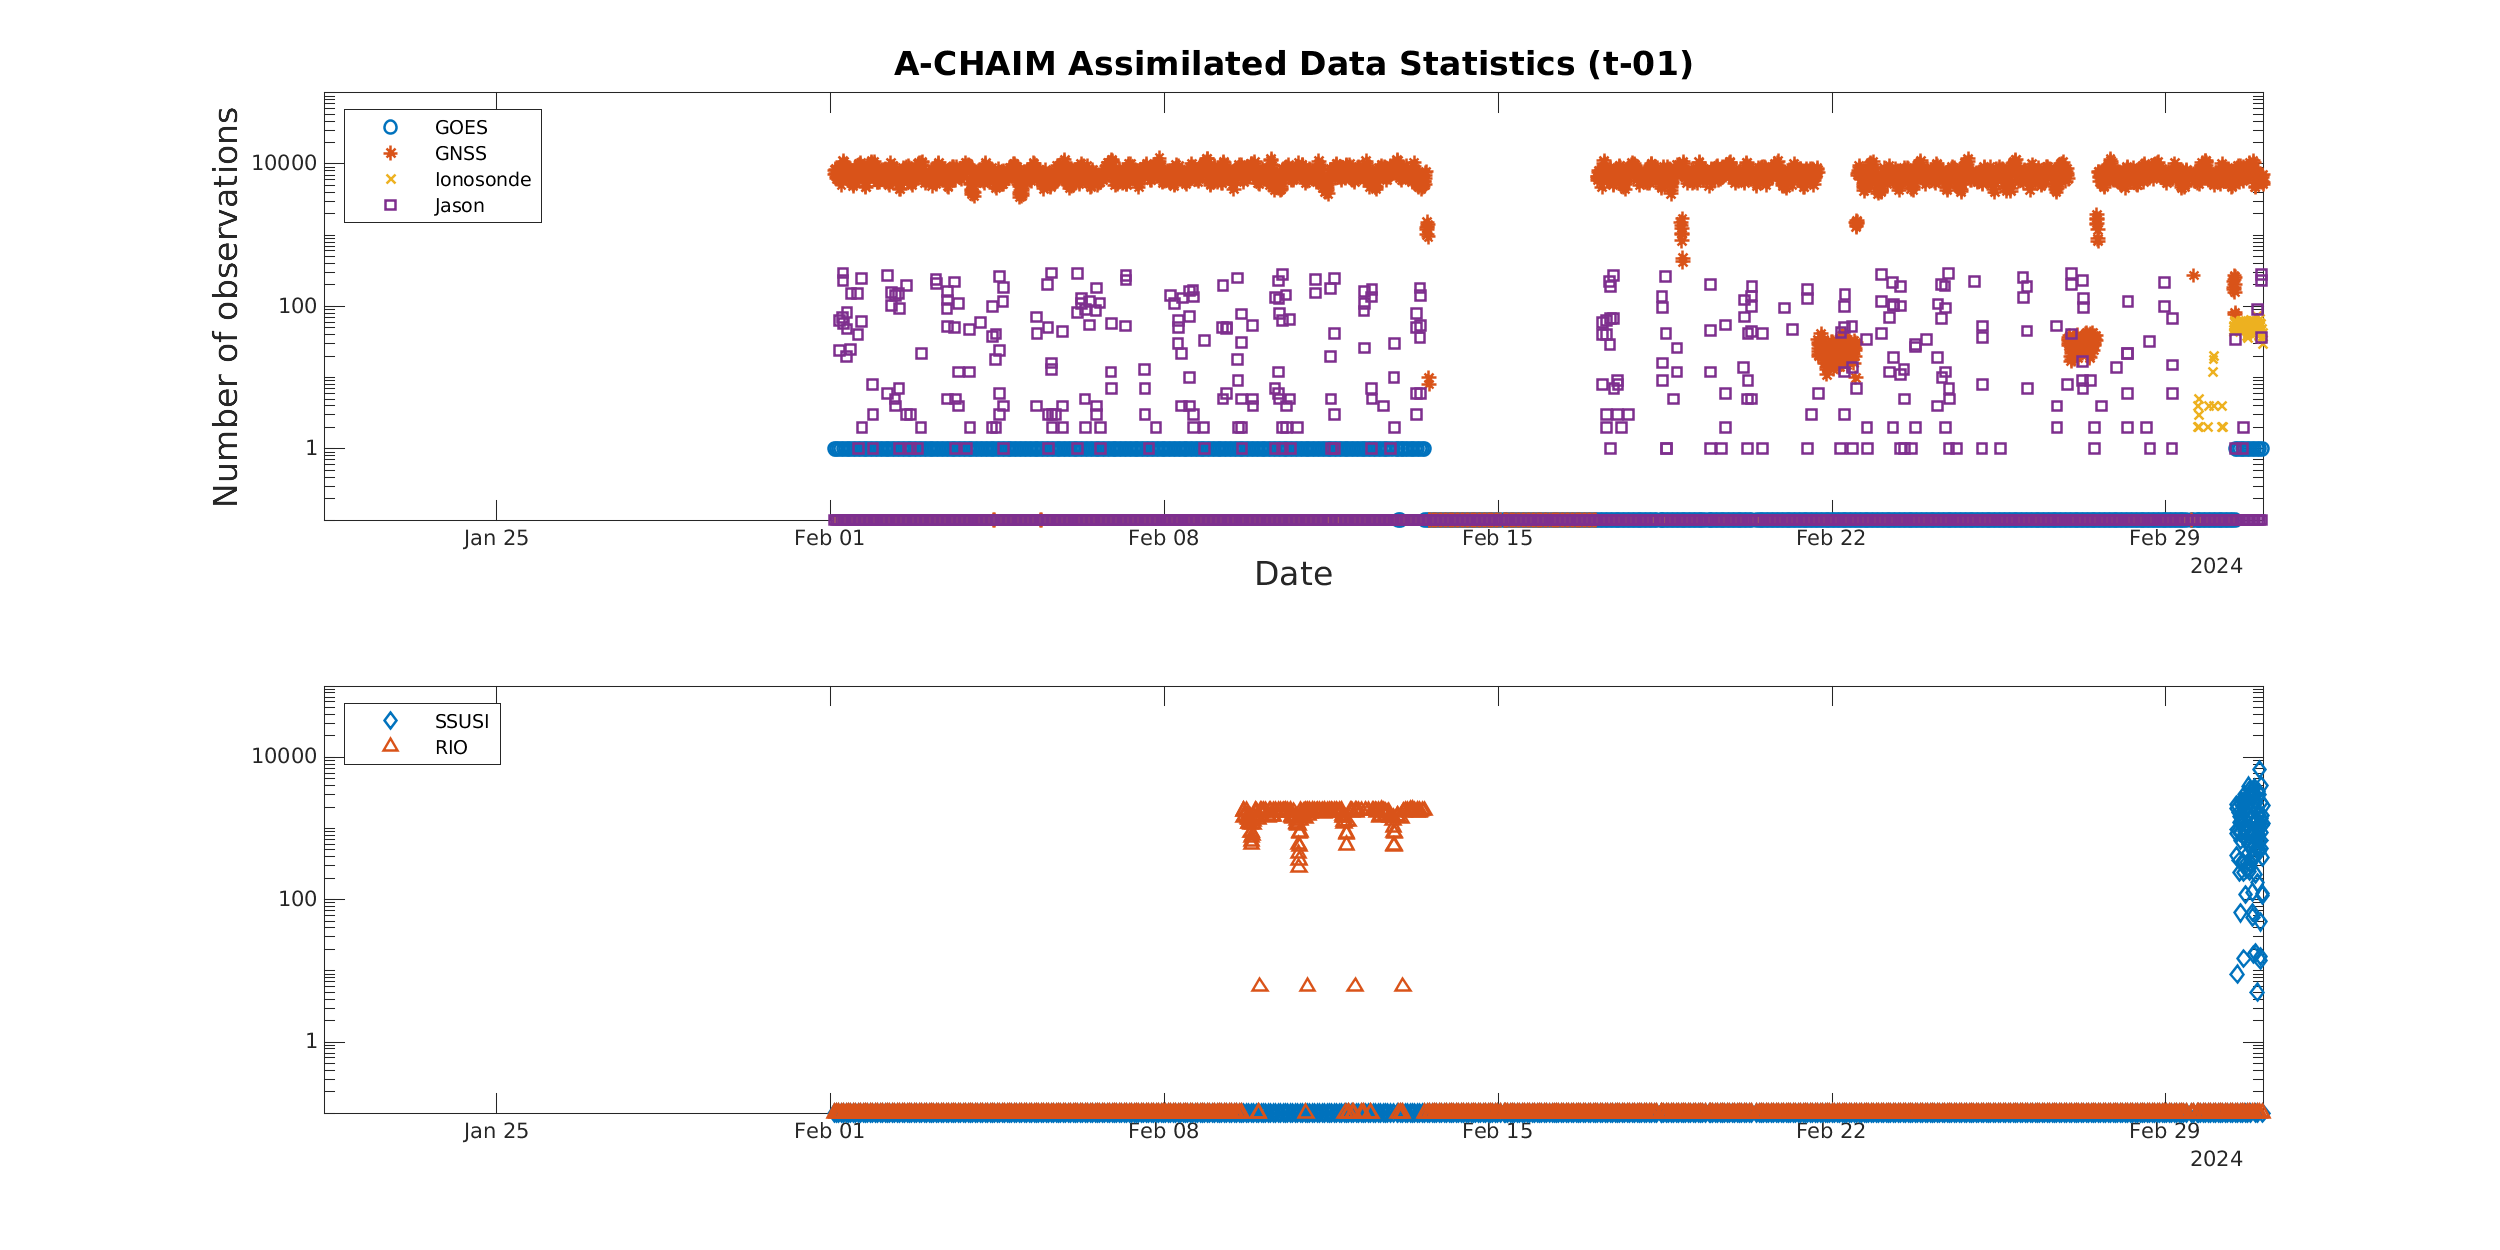 A-CHAIM Assimilated Data Statistics (t-01)
Number of observations
10000
100
1
GOES
GNSS
Ionosonde
Jason
Jan 25
Feb 01
Feb 08
Feb 15
Feb 22
Feb 29
2024
Date
10000
100
1
SSUSI
RIO
Jan 25
Feb 01
Feb 08
Feb 15
Feb 22
Feb 29
2024